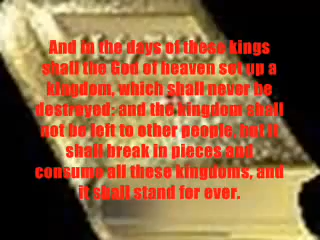 And in the days of these kings
shall the God of heaven set up a
kingdom, which shall never be
destroyed: and the kingdom shall
not be left to other people, but it
shall break in pieces and
consume all these kingdoms, and
it shall stand for ever.